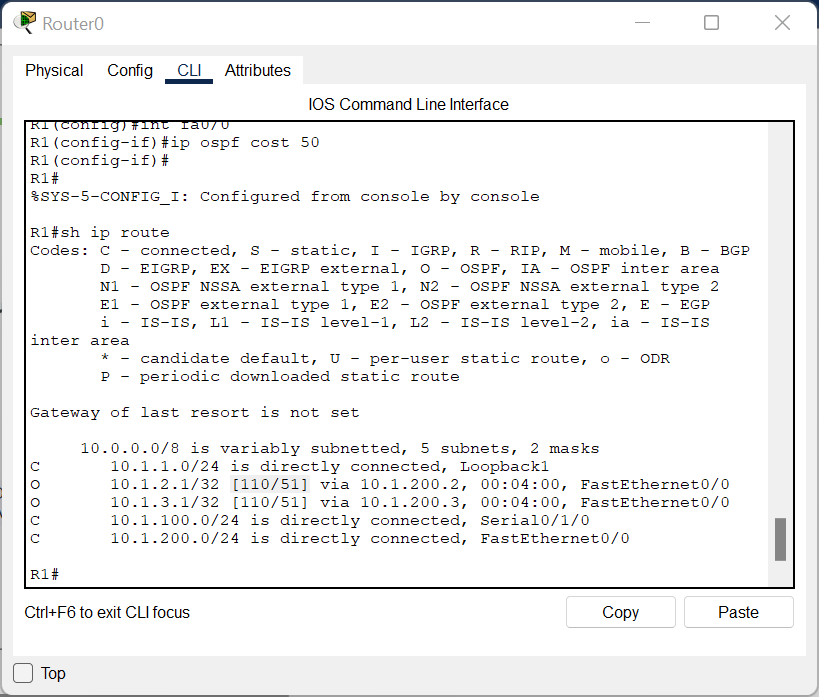 Router0
Physical Config CLI Attributes
IOS Command Line Interface
R1(config)#int fa0/0
R1(config-if)#ip ospf cost 50
R1(config-if)#
R1#
%SYS-5-CONFIG_I: Configured from console by console
R1#sh ip route
Codes: C - connected, S - static, I - IGRP, R - RIP, M - mobile, B - BGP
D - EIGRP, EX - EIGRP external, O - OSPF, IA - OSPF inter area
N1 - OSPF NSSA external type 1, N2 - OSPF NSSA external type 2
E1 - OSPF external type 1, E2 - OSPF external type 2, E - EGP
i - IS-IS, L1 - IS-IS level-1, L2 - IS-IS level-2, ia - IS-IS
inter area
* - candidate default, U - per-user static route, o - ODR
P - periodic downloaded static route
Gateway of last resort is not set
10.0.0.0/8 is variably subnetted, 5 subnets, 2 masks
C 10.1.1.0/24 is directly connected, Loopback1
O 10.1.2.1/32 [110/51] via 10.1.200.2, 00:04:00, FastEthernet0/0
O 10.1.3.1/32 [110/51] via 10.1.200.3, 00:04:00, FastEthernet0/0
C 10.1.100.0/24 is directly connected, Serial0/1/0
C 10.1.200.0/24 is directly connected, FastEthernet0/0
R1#
Ctrl+F6 to exit CLI focus
Copy Paste
Top